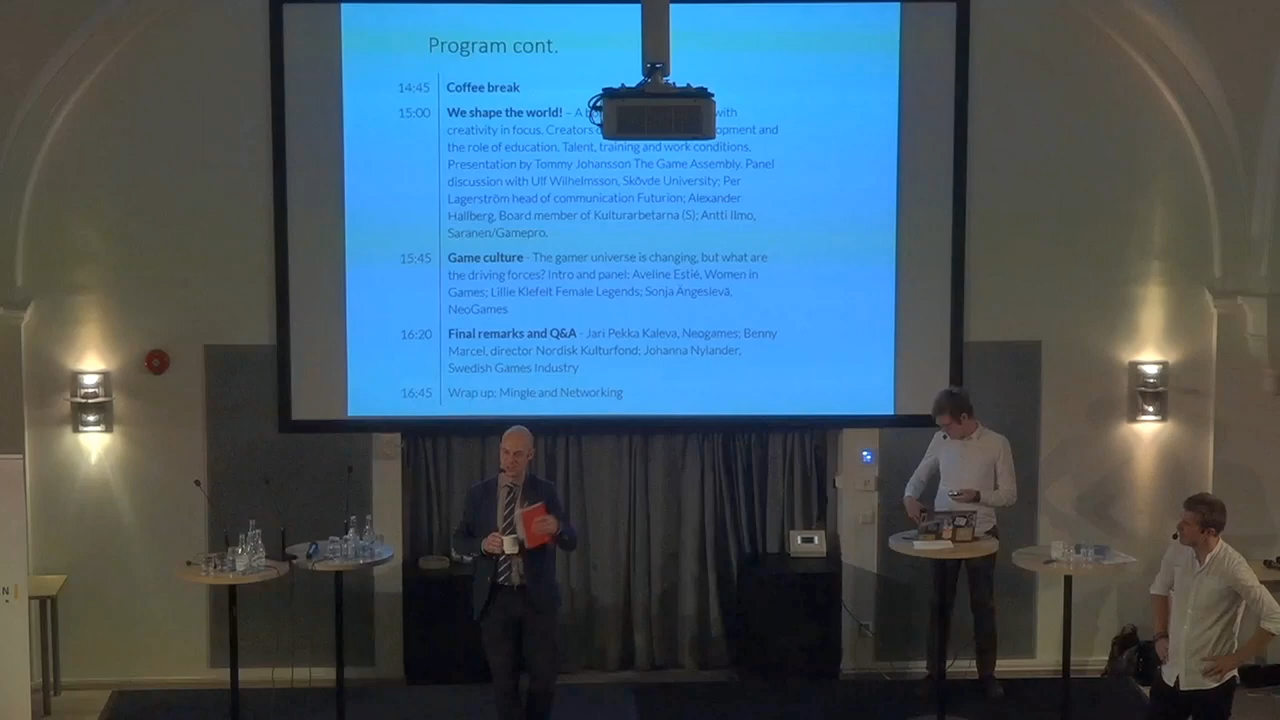 Program cont.
14:45 Coffee break
15:00 We shape the world! - A with
creativity in focus. Creators and
the role of education. Talent, training and work conditions.
Presentation by Tommy Johansson The Game Assembly. Panel
discussion with Ulf Wilhelmsson, Skövde University; Per
Lagerström head of communication Futurion; Alexander
Hallberg, Board member of Kulturarbetarna (S); Antti Ilmo,
Saranen/Gamepro.
15:45 Game culture - The gamer universe is changing, but what are
the driving forces? Intro and panel: Aveline Estié, Women in
Games; Lillie Klefelt Female Legends; Sonja Ängeslevä,
NeoGames
16:20 Final remarks and Q&A - Jari Pekka Kaleva, Neogames; Benny
Marcel, director Nordisk Kulturfond; Johanna Nylander,
Swedish Games Industry
16:45 Wrap up: Mingle and Networking
N